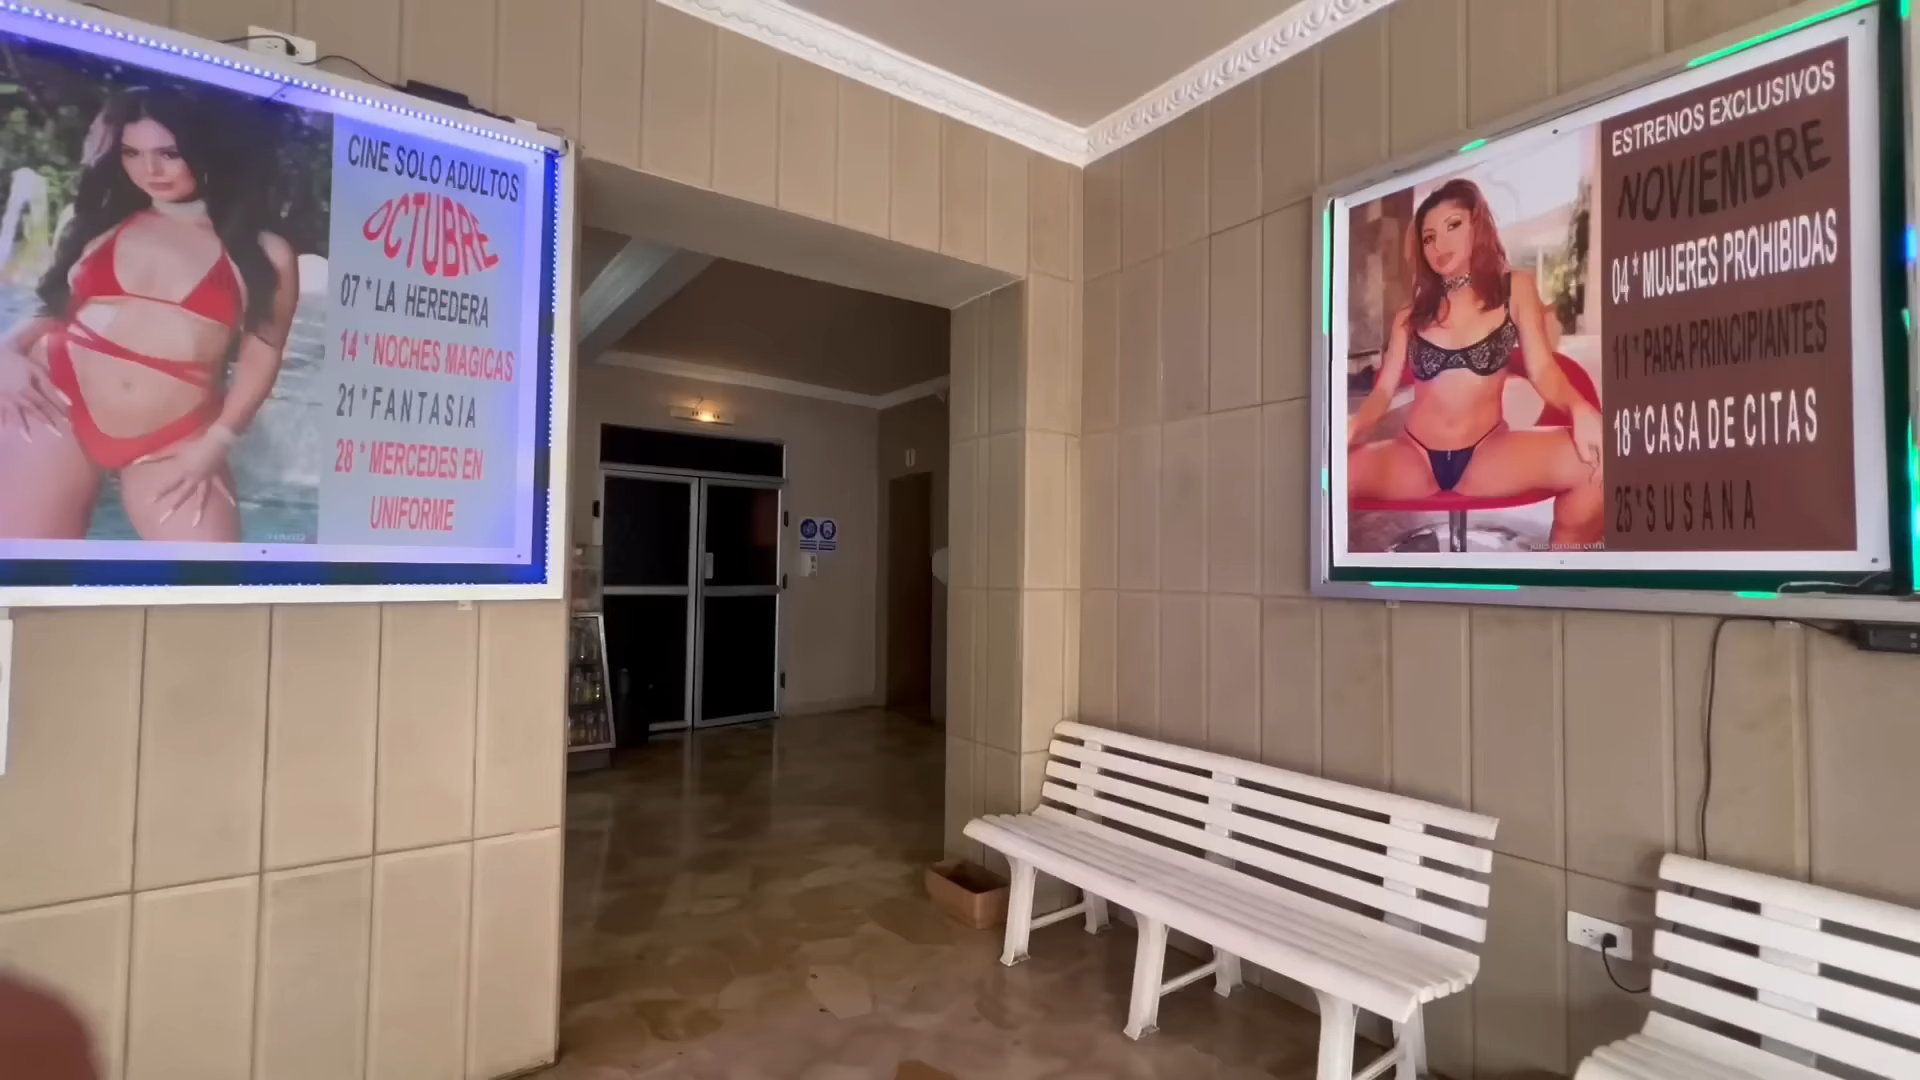 CINE SOLO ADULTOS
OCTUBRE
07 * LA HEREDERA
14 * NOCHES MAGICAS
21 * FANTASIA
28 * MERCEDES EN
UNIFORME
ESTRENOS EXCLUSIVOS
NOVIEMBRE
04 * MUJERES PROHIBIDAS
11 * PARA PRINCIPIANTES
18 * CASA DE CITAS
25 * SUSANA